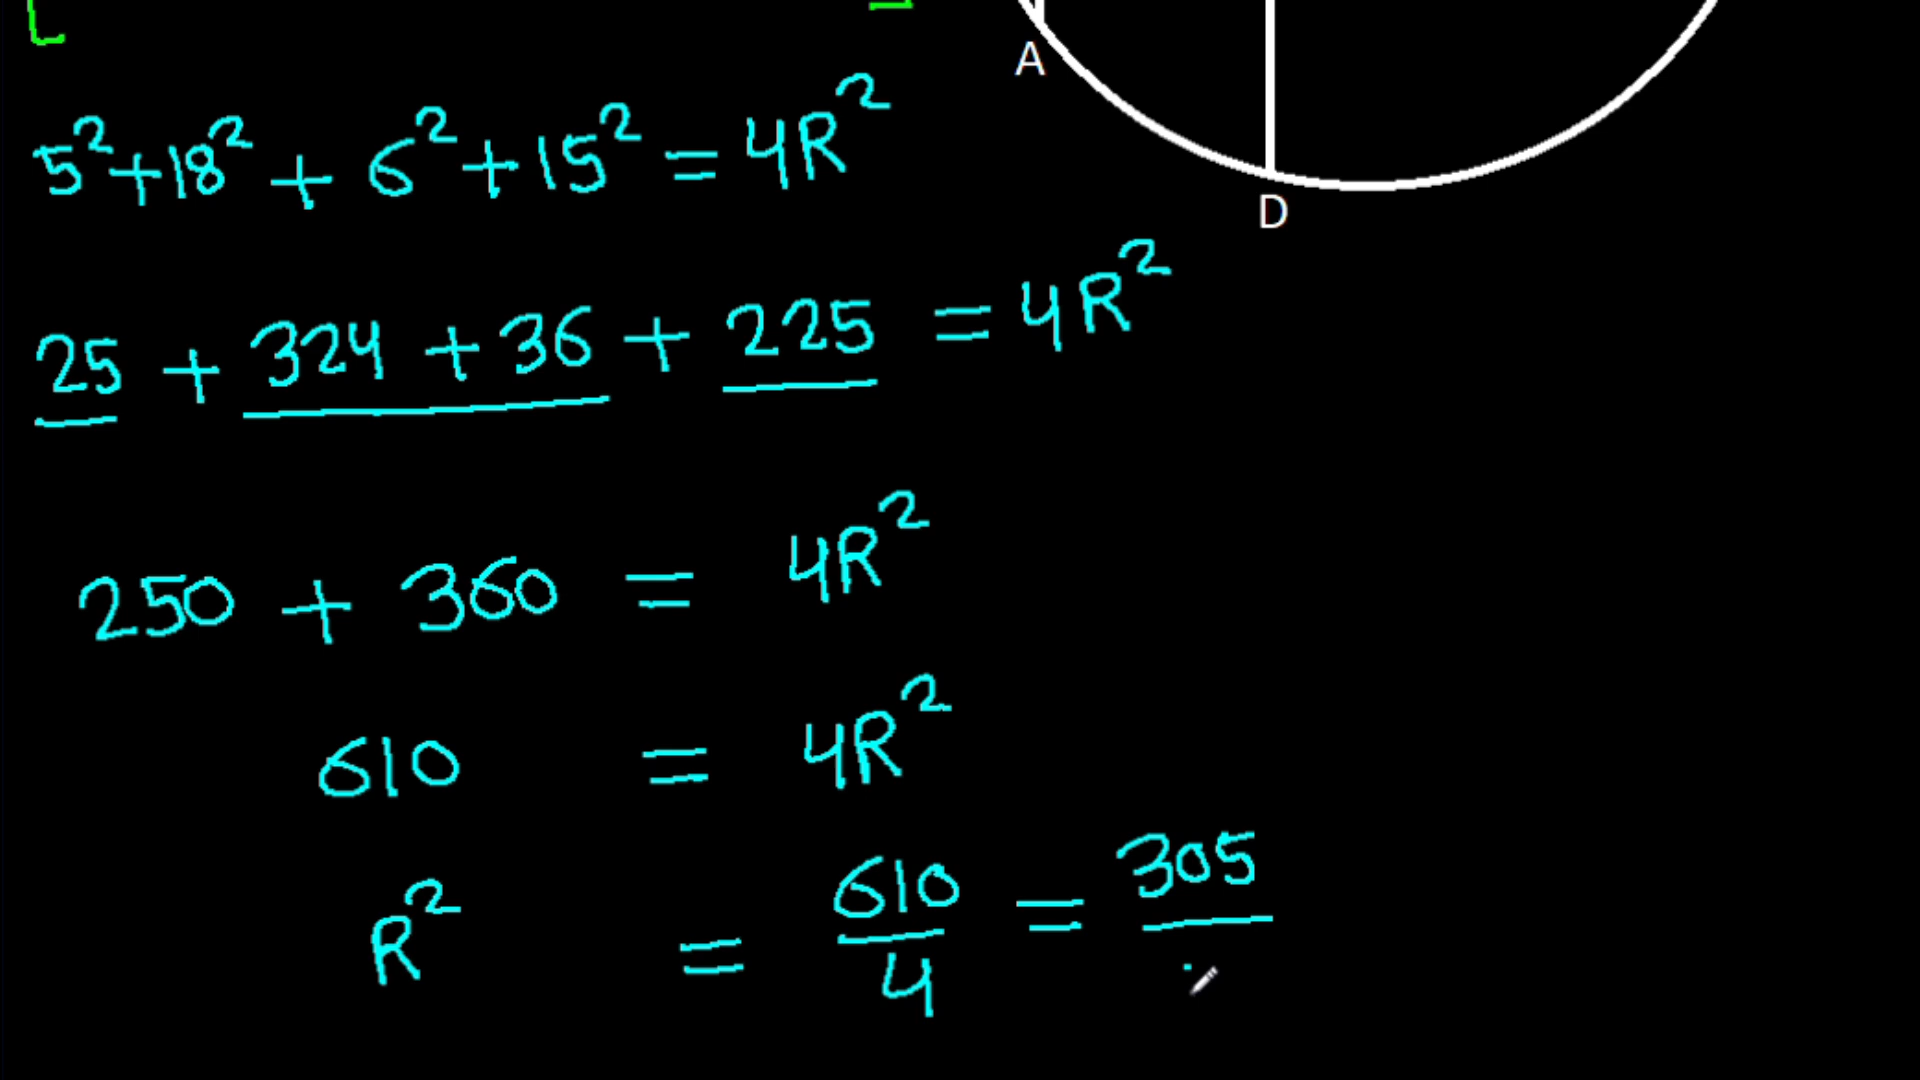 A
5²+18² + 6²+15² = 4R²
D
25 + 324 + 36 + 225 = 4R²
250 + 360 = 4R²
610 = 4R²
R² = 610/4 = 305/